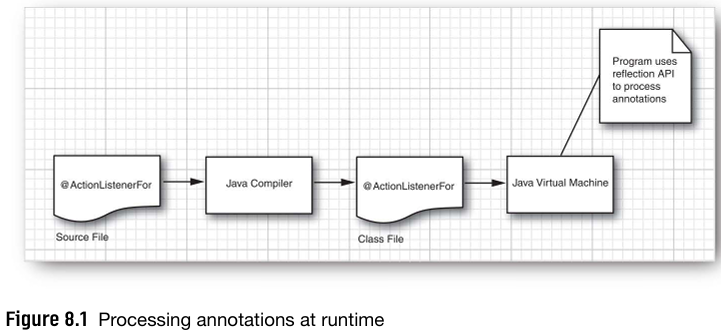 Program uses
reflection API
to process
annotations
@ActionListenerFor
Java Compiler
@ActionListenerFor
Java Virtual Machine
Source File
Class File
Figure 8.1 Processing annotations at runtime